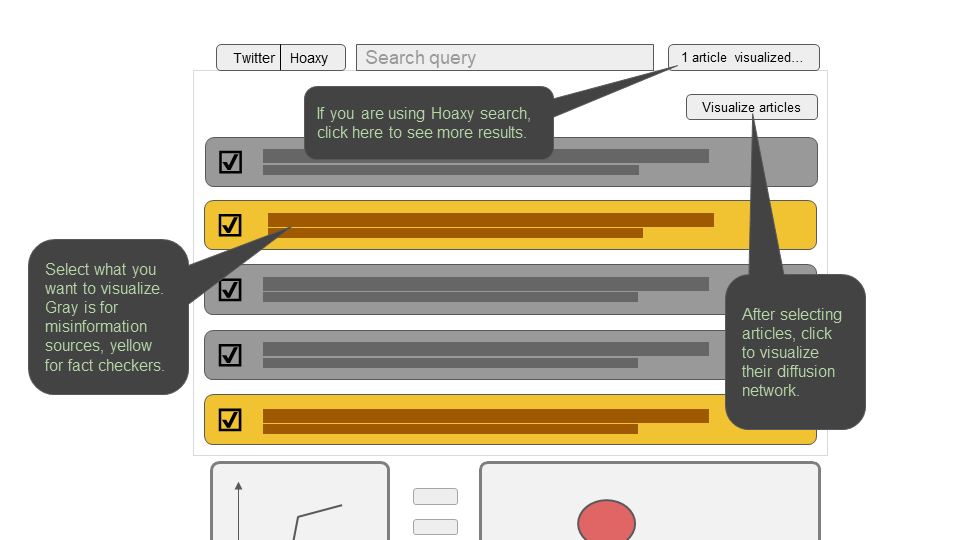 Twitter Hoaxy Search query 1 article visualized...
Visualize articles
If you are using Hoaxy search,
click here to see more results.
Select what you
want to visualize.
Gray is for
misinformation
sources, yellow
for fact checkers.
After selecting
articles, click
to visualize
their diffusion
network.